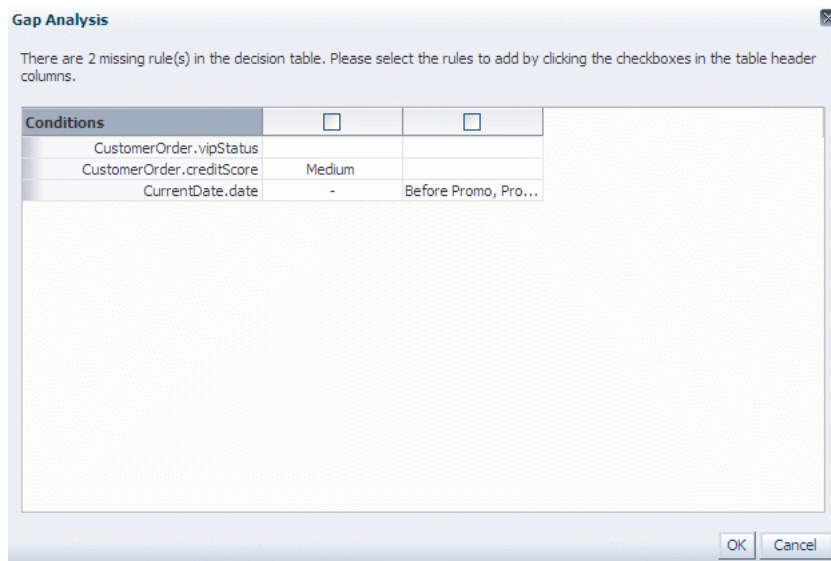 Gap Analysis
There are 2 missing rule(s) in the decision table. Please select the rules to add by clicking the checkboxes in the table header
columns.
Conditions
CustomerOrder.vipStatus
CustomerOrder.creditScore Medium
CurrentDate.date - Before Promo, Pro...
OK Cancel